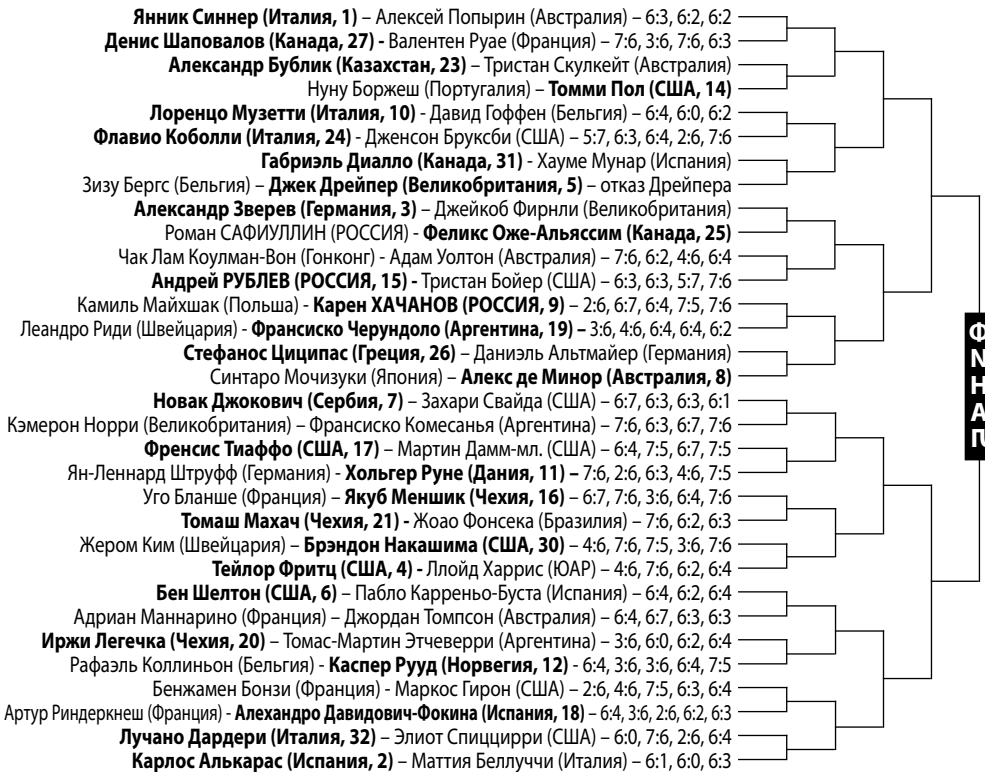 Янник Синнер (Италия, 1) – Алексей Попырин (Австралия) – 6:3, 6:2, 6:2
Денис Шаповалов (Канада, 27) - Валентен Руае (Франция) – 7:6, 3:6, 7:6, 6:3
Александр Бублик (Казахстан, 23) – Тристан Скулкейт (Австралия)
Нуну Боржеш (Португалия) – Томми Пол (США, 14)
Лоренцо Музетти (Италия, 10) - Давид Гоффен (Бельгия) – 6:4, 6:0, 6:2
Флавио Коболли (Италия, 24) - Дженсон Бруксби (США) – 5:7, 6:3, 6:4, 2:6, 7:6
Габриэль Диалло (Канада, 31) - Хауме Мунар (Испания)
Зизу Бергс (Бельгия) – Джек Дрейпер (Великобритания, 5) – отказ Дрейпера
Александр Зверев (Германия, 3) – Джейкоб Фирнли (Великобритания)
Роман САФИУЛЛИН (РОССИЯ) - Феликс Оже-Альяссим (Канада, 25)
Чак Лам Коулман-Вон (Гонконг) - Адам Уолтон (Австралия) – 7:6, 6:2, 4:6, 6:4
Андрей РУБЛЕВ (РОССИЯ, 15) - Тристан Бойер (США) – 6:3, 6:3, 5:7, 7:6
Камиль Майхшак (Польша) - Карен ХАЧАНОВ (РОССИЯ, 9) – 2:6, 6:7, 6:4, 7:5, 7:6
Леандро Риди (Швейцария) - Франсиско Черундоло (Аргентина, 19) – 3:6, 4:6, 6:4, 6:4, 6:2
Стефанос Циципас (Греция, 26) – Даниэль Альтмайер (Германия)
Синтаро Мочизуки (Япония) – Алекс де Минор (Австралия, 8)
Новак Джокович (Сербия, 7) – Захари Свайда (США) – 6:7, 6:3, 6:3, 6:1
Кэмерон Норри (Великобритания) – Франсиско Комесанья (Аргентина) – 7:6, 6:3, 6:7, 7:6
Френсис Тиаффо (США, 17) – Мартин Дамм-мл. (США) – 6:4, 7:5, 6:7, 7:5
Ян-Леннард Штруфф (Германия) - Хольгер Руне (Дания, 11) – 7:6, 2:6, 6:3, 4:6, 7:5
Уго Бланше (Франция) – Якуб Меншик (Чехия, 16) – 6:7, 7:6, 3:6, 6:4, 7:6
Томаш Махач (Чехия, 21) - Жоао Фонсека (Бразилия) – 7:6, 6:2, 6:3
Жером Ким (Швейцария) – Брэндон Накашима (США, 30) – 4:6, 7:6, 7:5, 3:6, 7:6
Тейлор Фритц (США, 4) - Ллойд Харрис (ЮАР) – 4:6, 7:6, 6:2, 6:4
Бен Шелтон (США, 6) – Пабло Карреньо-Буста (Испания) – 6:4, 6:2, 6:4
Адриан Маннарино (Франция) – Джордан Томпсон (Австралия) – 6:4, 6:7, 6:3, 6:3
Иржи Легечка (Чехия, 20) – Томас-Мартин Этчеверри (Аргентина) – 3:6, 6:0, 6:2, 6:4
Рафаэль Коллиньон (Бельгия) - Каспер Рууд (Норвегия, 12) - 6:4, 3:6, 3:6, 6:4, 7:5
Бенжамен Бонзи (Франция) - Маркос Гирон (США) – 2:6, 4:6, 7:5, 6:3, 6:4
Артур Риндеркнеш (Франция) - Алехандро Давидович-Фокина (Испания, 18) – 6:4, 3:6, 2:6, 6:2, 6:3
Лучано Дардери (Италия, 32) – Элиот Спиццирри (США) – 6:0, 7:6, 2:6, 6:4
Карлос Алькарас (Испания, 2) – Маттия Беллуччи (Италия) – 6:1, 6:0, 6:3